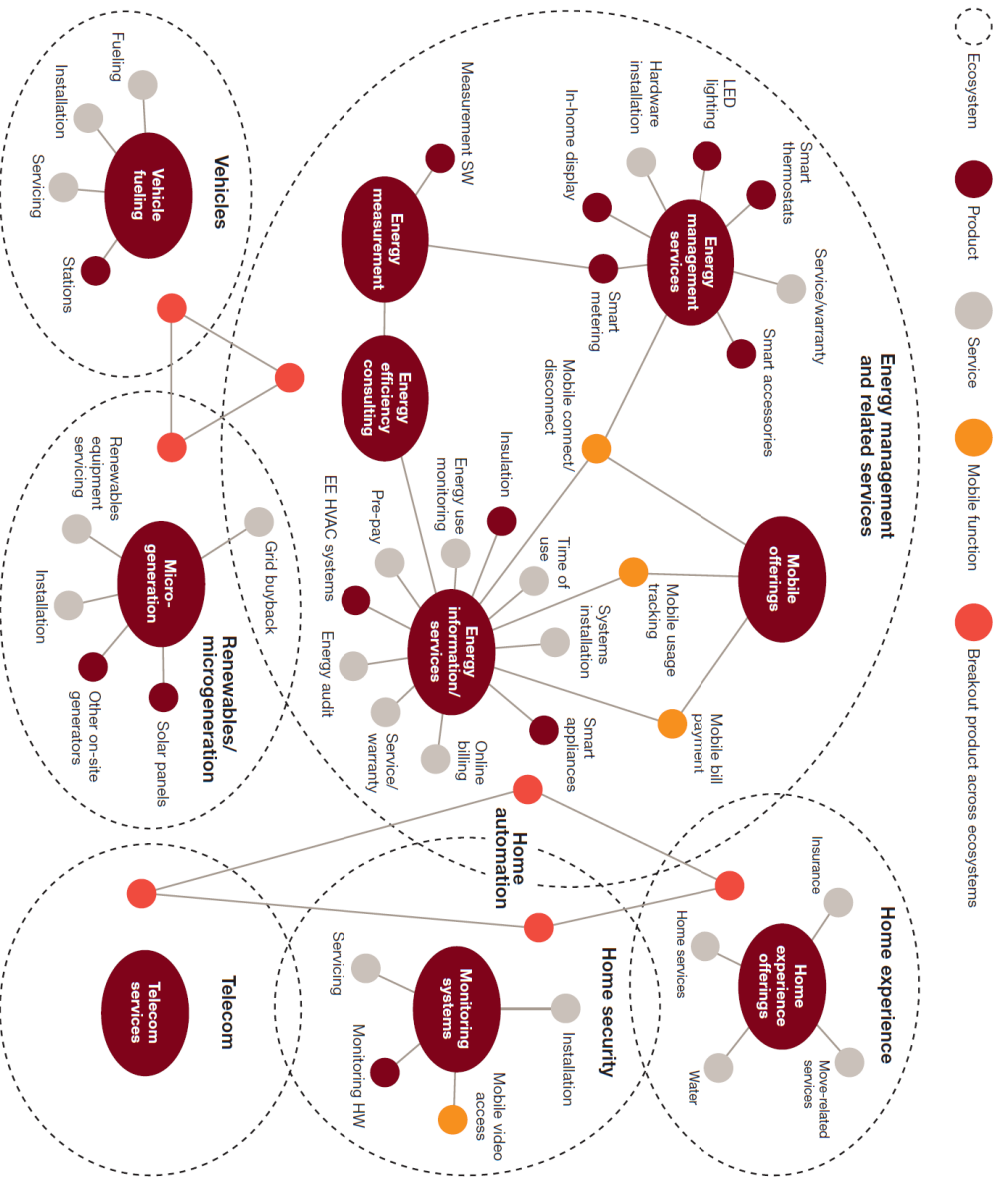 Ecosystem
Product
Service
Mobile function
Breakout product across ecosystems
Energy management
and related services
Smart
thermostats
LED
lighting
Hardware
installation
In-home display
Service/warranty
Smart accessories
Energy
management
services
Smart
metering
Measurement SW
Energy
measurement
Energy
efficiency
consulting
Mobile connect/
disconnect
Mobile
offerings
Mobile usage
tracking
Mobile bill
payment
Insulation
Energy use
monitoring
Pre-pay
EE HVAC systems
Time of
use
Systems
installation
Energy
information/
services
Energy audit
Service/
warranty
Online
billing
Smart
appliances
Home
automation
Home experience
Insurance
Home services
Home
experience
offerings
Move-related
services
Water
Home security
Servicing
Monitoring
systems
Installation
Monitoring HW
Mobile video
access
Vehicles
Fueling
Installation
Servicing
Vehicle
fueling
Stations
Renewables/
microgeneration
Grid buyback
Renewables
equipment
servicing
Micro-
generation
Installation
Other on-site
generators
Solar panels
Telecom
Telecom
services